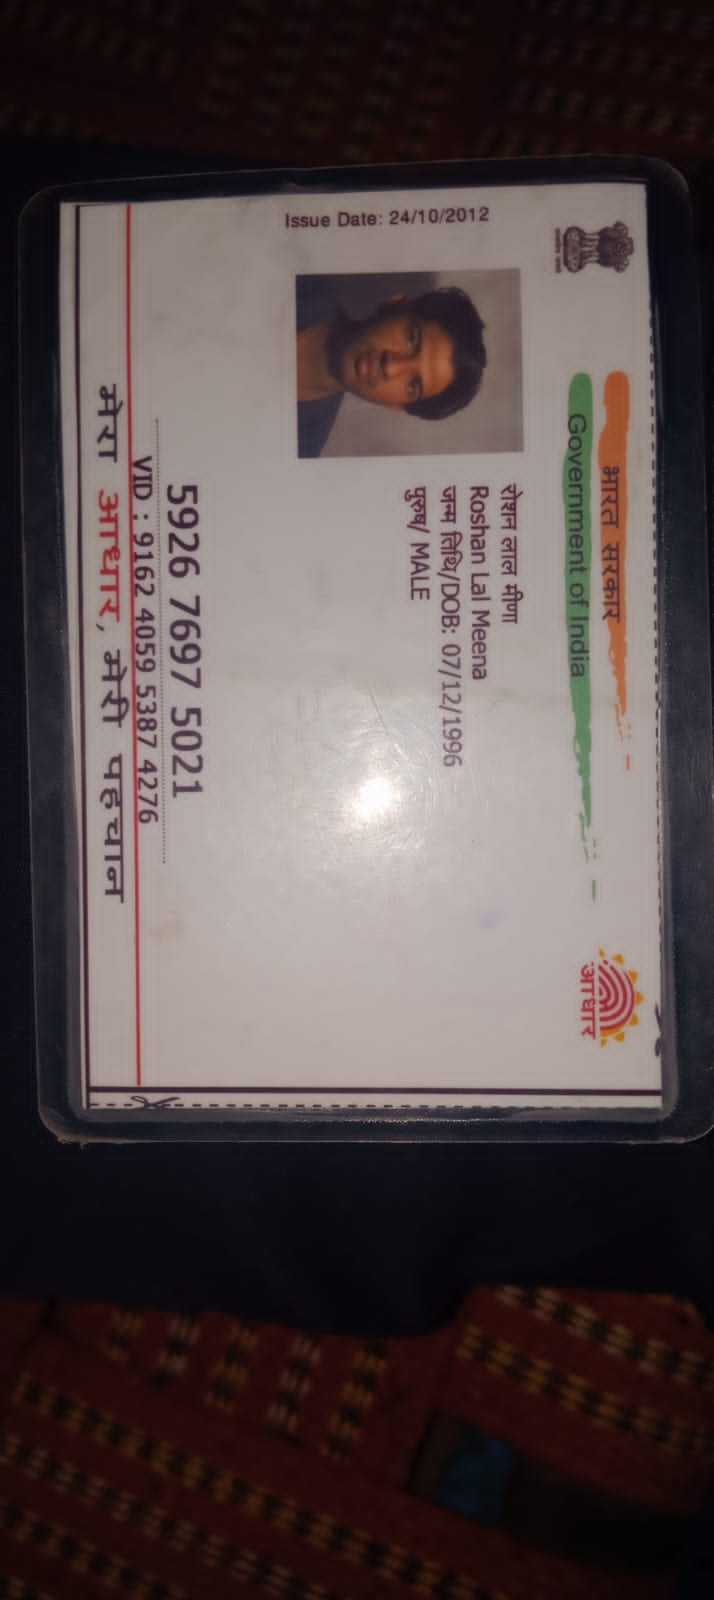 भारत सरकार
Government of India
आधार
Issue Date: 24/10/2012
रोशन लाल मीणा
Roshan Lal Meena
जन्म तिथि/DOB: 07/12/1996
पुरुष/ MALE
5926 7697 5021
VID : 9162 4059 5387 4276
मेरा आधार, मेरी पहचान